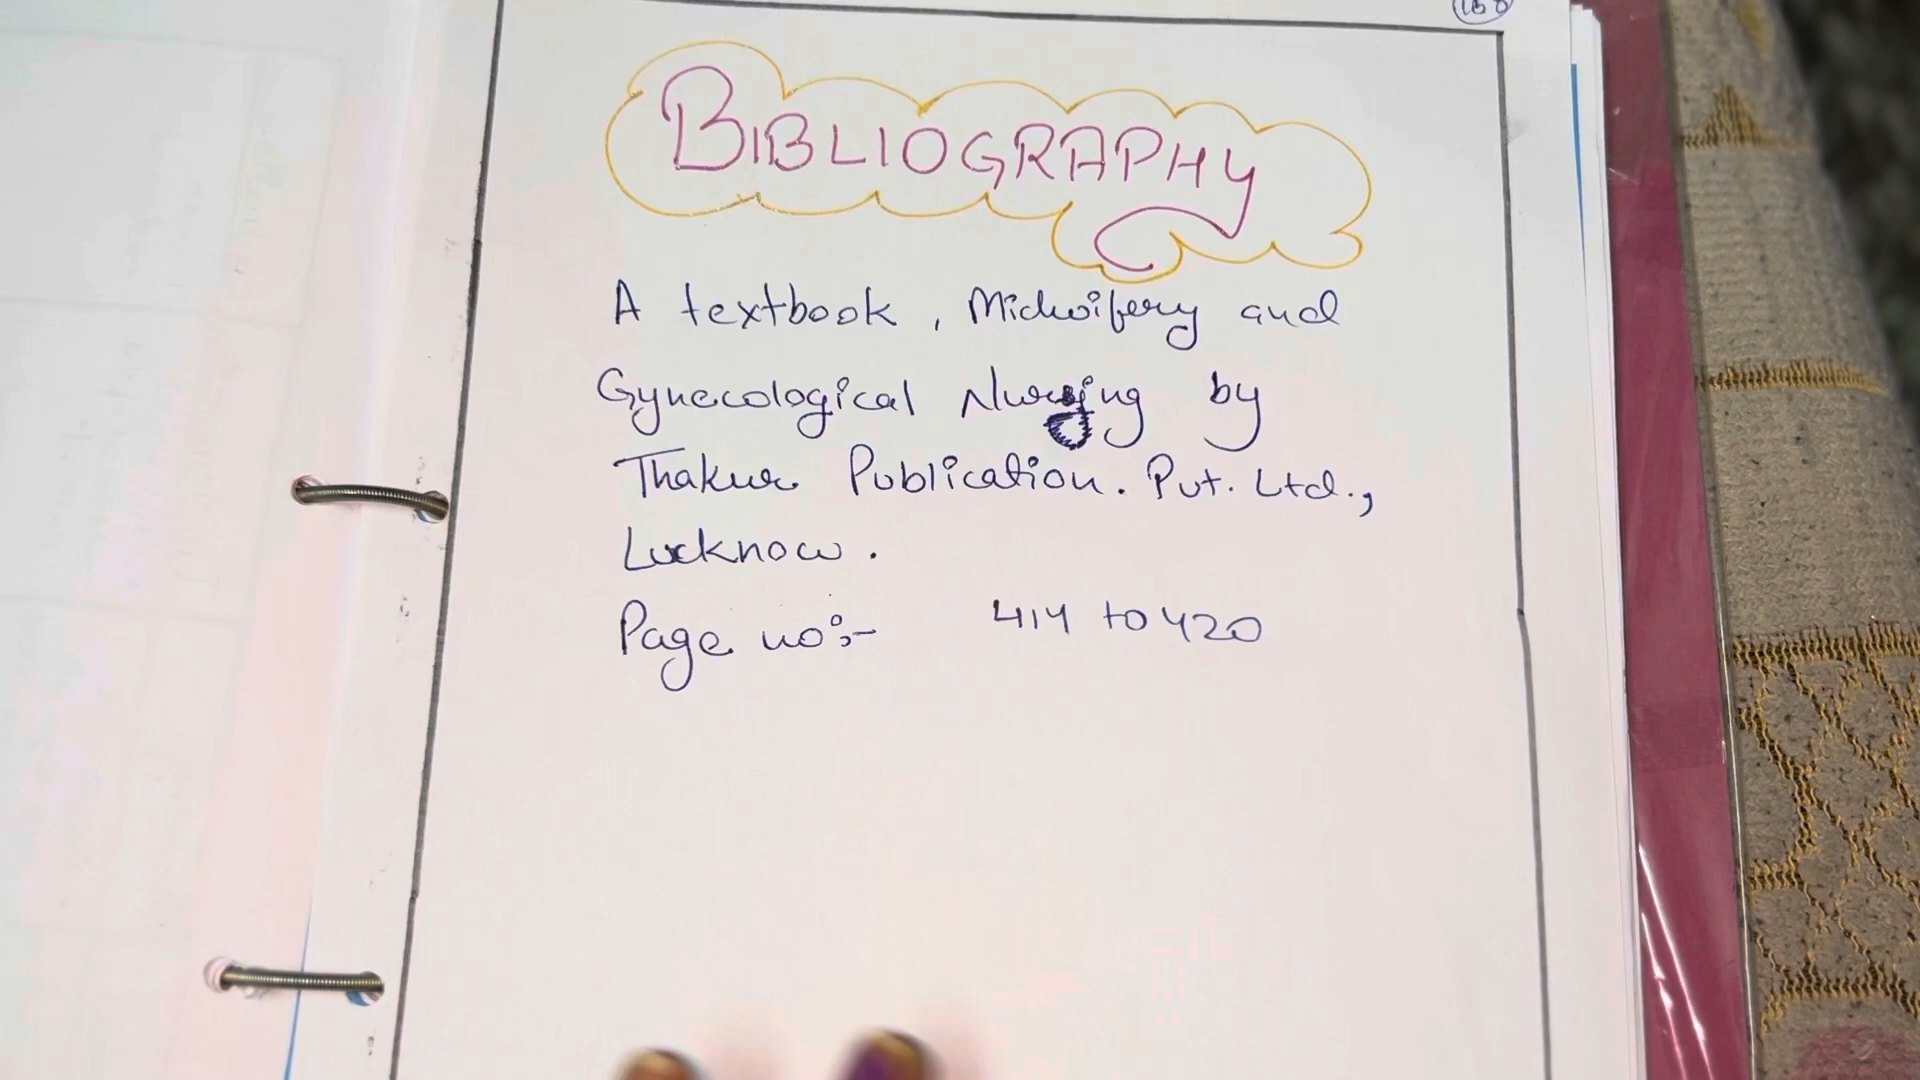 BIBLIOGRAPHY
A textbook, Midwifery and
Gynecological Nursing by
Thakur Publication. Pvt. Ltd.,
Lucknow.
Page no:- 414 to 420